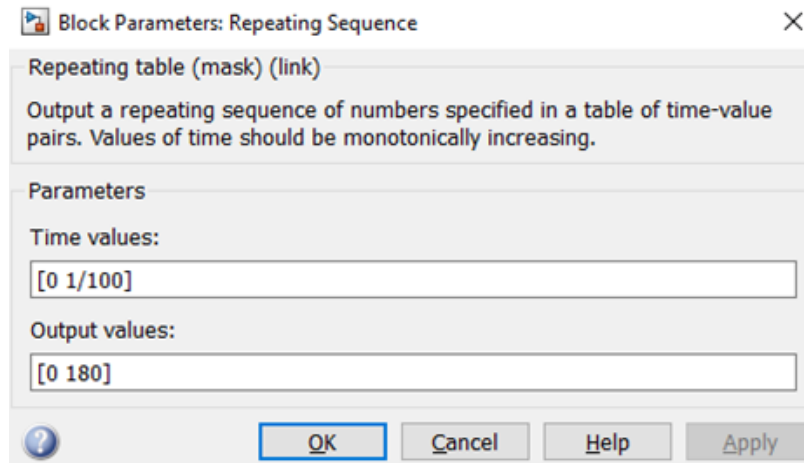 Block Parameters: Repeating Sequence
Repeating table (mask) (link)
Output a repeating sequence of numbers specified in a table of time-value
pairs. Values of time should be monotonically increasing.
Parameters
Time values:
[0 1/100]
Output values:
[0 180]
OK Cancel Help Apply